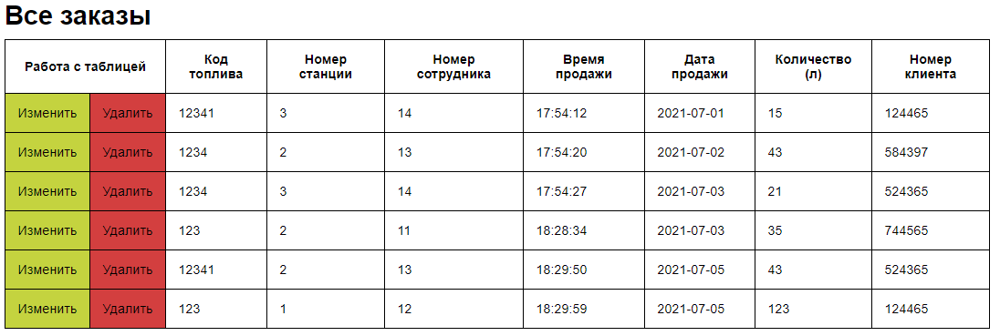 Все заказы
Работа с таблицей Код топлива Номер станции Номер сотрудника Время продажи Дата продажи Количество (л) Номер клиента
Изменить Удалить 12341 3 14 17:54:12 2021-07-01 15 124465
Изменить Удалить 1234 2 13 17:54:20 2021-07-02 43 584397
Изменить Удалить 1234 3 14 17:54:27 2021-07-03 21 524365
Изменить Удалить 123 2 11 18:28:34 2021-07-03 35 744565
Изменить Удалить 12341 2 13 18:29:50 2021-07-05 43 524365
Изменить Удалить 123 1 12 18:29:59 2021-07-05 123 124465